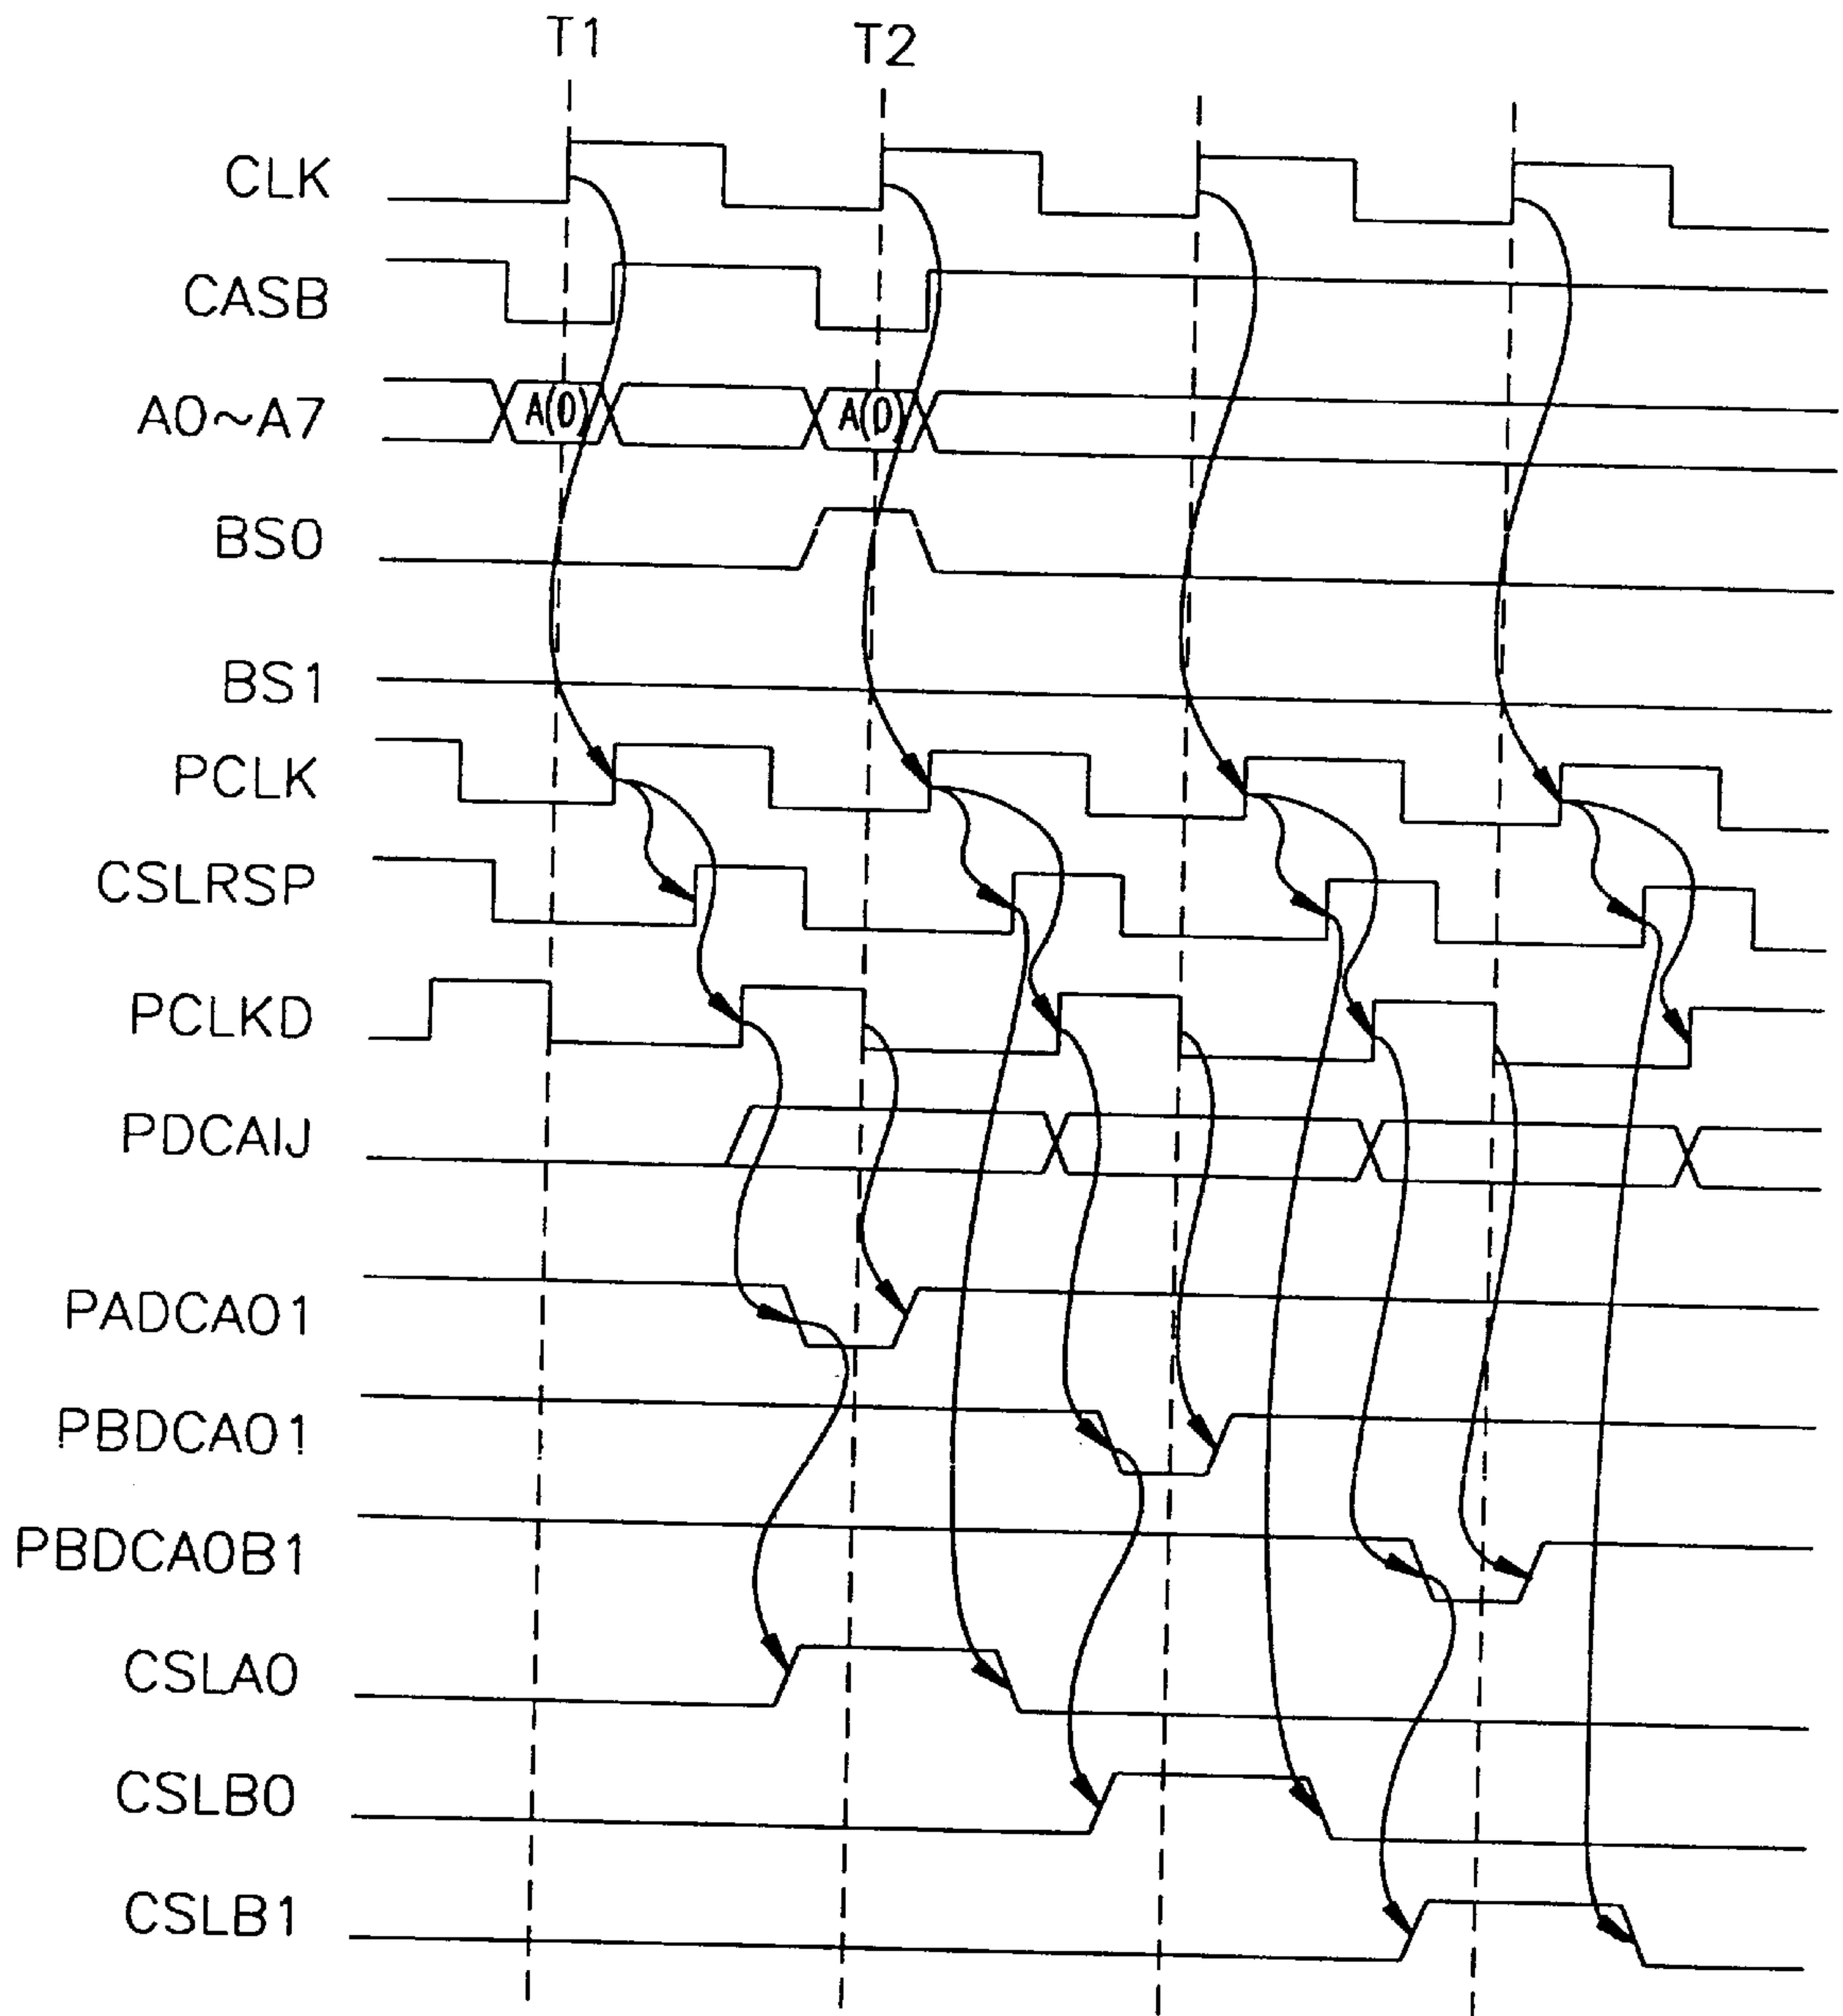 T1 T2
CLK
CASB
A0~A7 A(0) A(0)
BS0
BS1
PCLK
CSLRSP
PCLKD
PDCAIJ
PADCA01
PBDCA01
PBDCA0B1
CSLA0
CSLB0
CSLB1